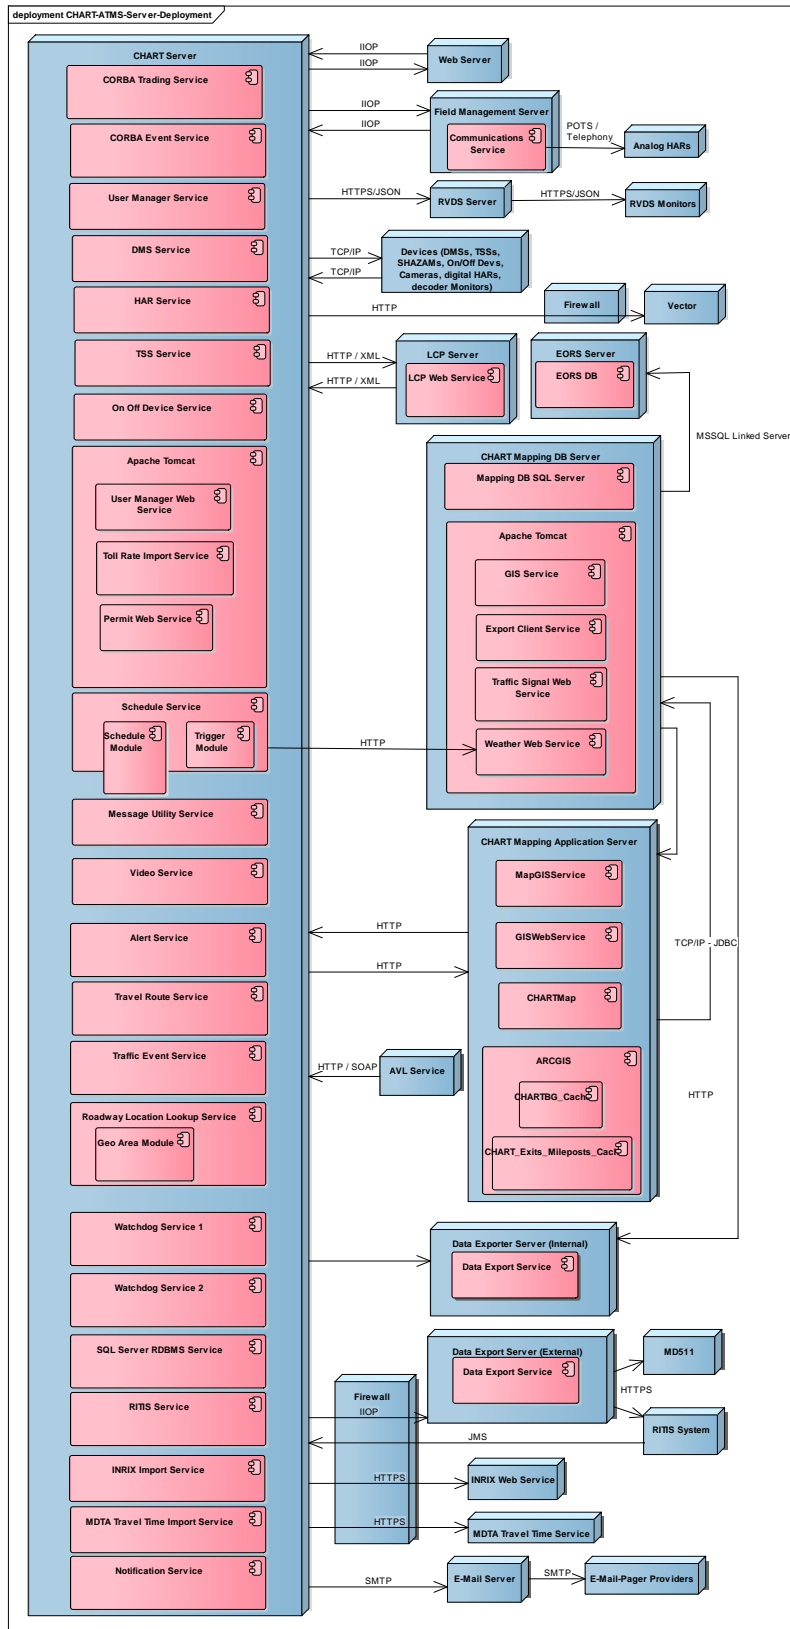 deployment CHART-ATMS-Server-Deployment
CHART Server
CORBA Trading Service
CORBA Event Service
User Manager Service
DMS Service
HAR Service
TSS Service
On Off Device Service
Apache Tomcat
User Manager Web
Service
Toll Rate Import Service
Permit Web Service
Schedule Service
Schedule
Module
Trigger
Module
Message Utility Service
Video Service
Alert Service
Travel Route Service
Traffic Event Service
Roadway Location Lookup Service
Geo Area Module
Watchdog Service 1
Watchdog Service 2
SQL Server RDBMS Service
RITIS Service
INRIX Import Service
MDTA Travel Time Import Service
Notification Service
IIOP
IIOP
Web Server
IIOP
IIOP
Field Management Server
Communications
Service
POTS /
Telephony
Analog HARs
HTTPS/JSON
RVDS Server
HTTPS/JSON
RVDS Monitors
TCP/IP
TCP/IP
Devices (DMSs, TSSs,
SHAZAMs, On/Off Devs,
Cameras, digital HARs,
decoder Monitors)
HTTP
Firewall
Vector
HTTP / XML
HTTP / XML
LCP Server
LCP Web Service
EORS Server
EORS DB
MSSQL Linked Server
CHART Mapping DB Server
Mapping DB SQL Server
Apache Tomcat
GIS Service
Export Client Service
Traffic Signal Web
Service
Weather Web Service
HTTP
CHART Mapping Application Server
MapGISService
GISWebService
CHARTMap
ARCGIS
CHARTBG_Cache
CHART_Exits_Mileposts_Cach
HTTP
HTTP
TCP/IP - JDBC
HTTP / SOAP
AVL Service
HTTP
Data Exporter Server (Internal)
Data Export Service
Data Export Server (External)
Data Export Service
MD511
HTTPS
RITIS System
Firewall
IIOP
JMS
HTTPS
INRIX Web Service
HTTPS
MDTA Travel Time Service
SMTP
E-Mail Server
SMTP
E-Mail-Pager Providers